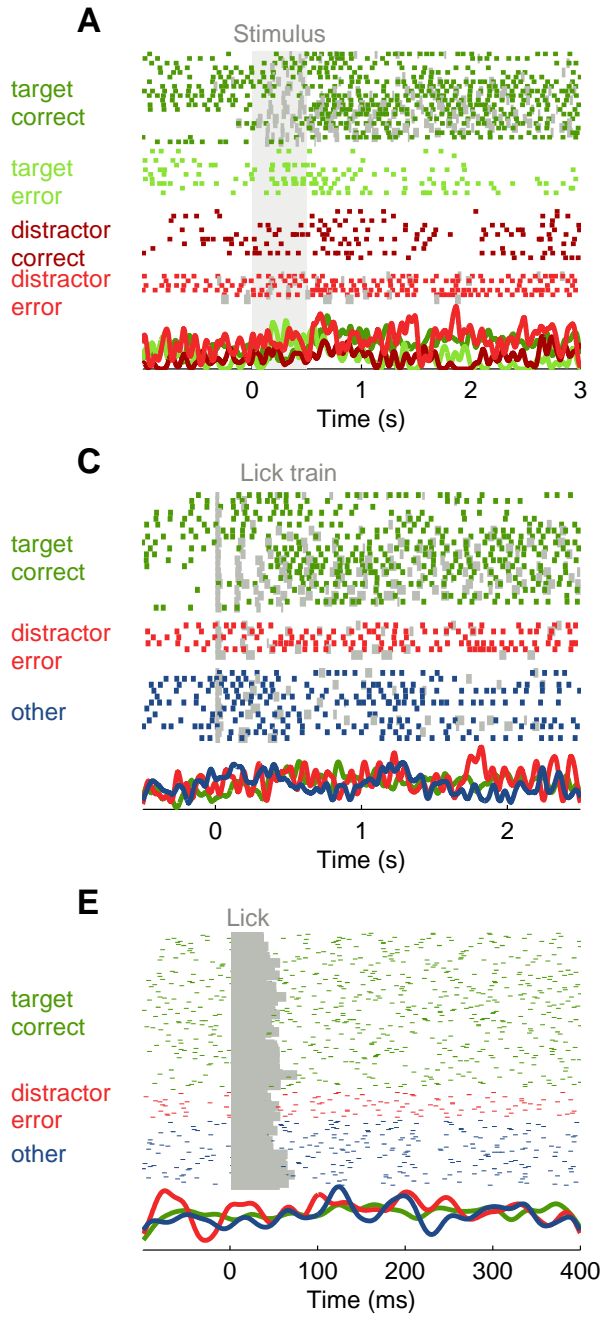 A
Stimulus
target
correct
target
error
distractor
correct
distractor
error
0 1 2 3
Time (s)
C
Lick train
target
correct
distractor
error
other
0 1 2
Time (s)
E
Lick
target
correct
distractor
error
other
0 100 200 300 400
Time (ms)